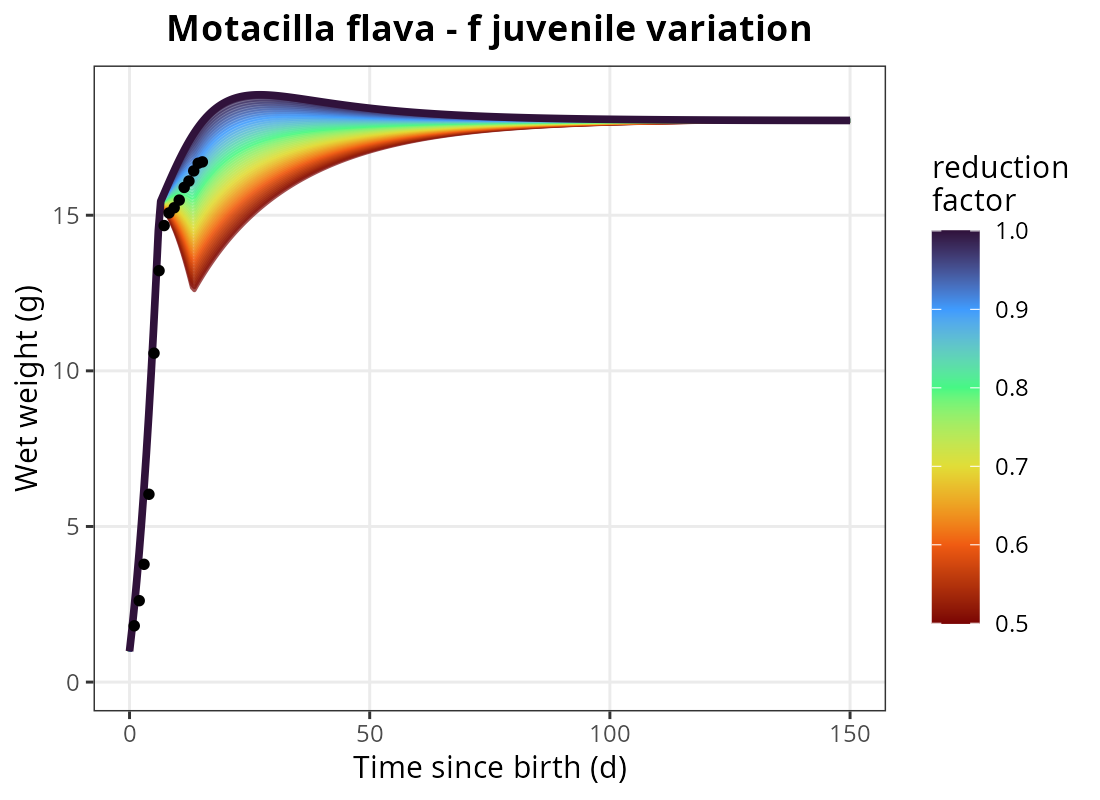 Motacilla flava - f juvenile variation
Wet weight (g)
15
10
5
0
0
50
100
150
Time since birth (d)
reduction
factor
1.0
0.9
0.8
0.7
0.6
0.5